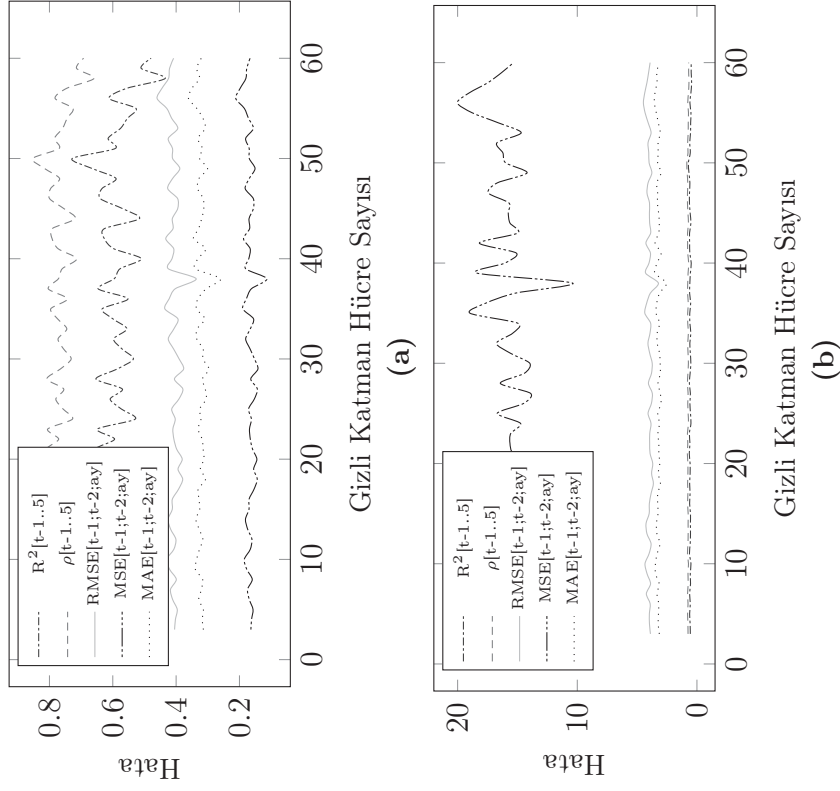 0.8
0.6
0.4
0.2
Hata
R²[t-1..5]
ρ[t-1..5]
RMSE[t-1;t-2;ay]
MSE[t-1;t-2;ay]
MAE[t-1;t-2;ay]
0 10 20 30 40 50 60
Gizli Katman Hücre Sayısı
(a)
20
10
0
Hata
R²[t-1..5]
ρ[t-1..5]
RMSE[t-1;t-2;ay]
MSE[t-1;t-2;ay]
MAE[t-1;t-2;ay]
0 10 20 30 40 50 60
Gizli Katman Hücre Sayısı
(b)